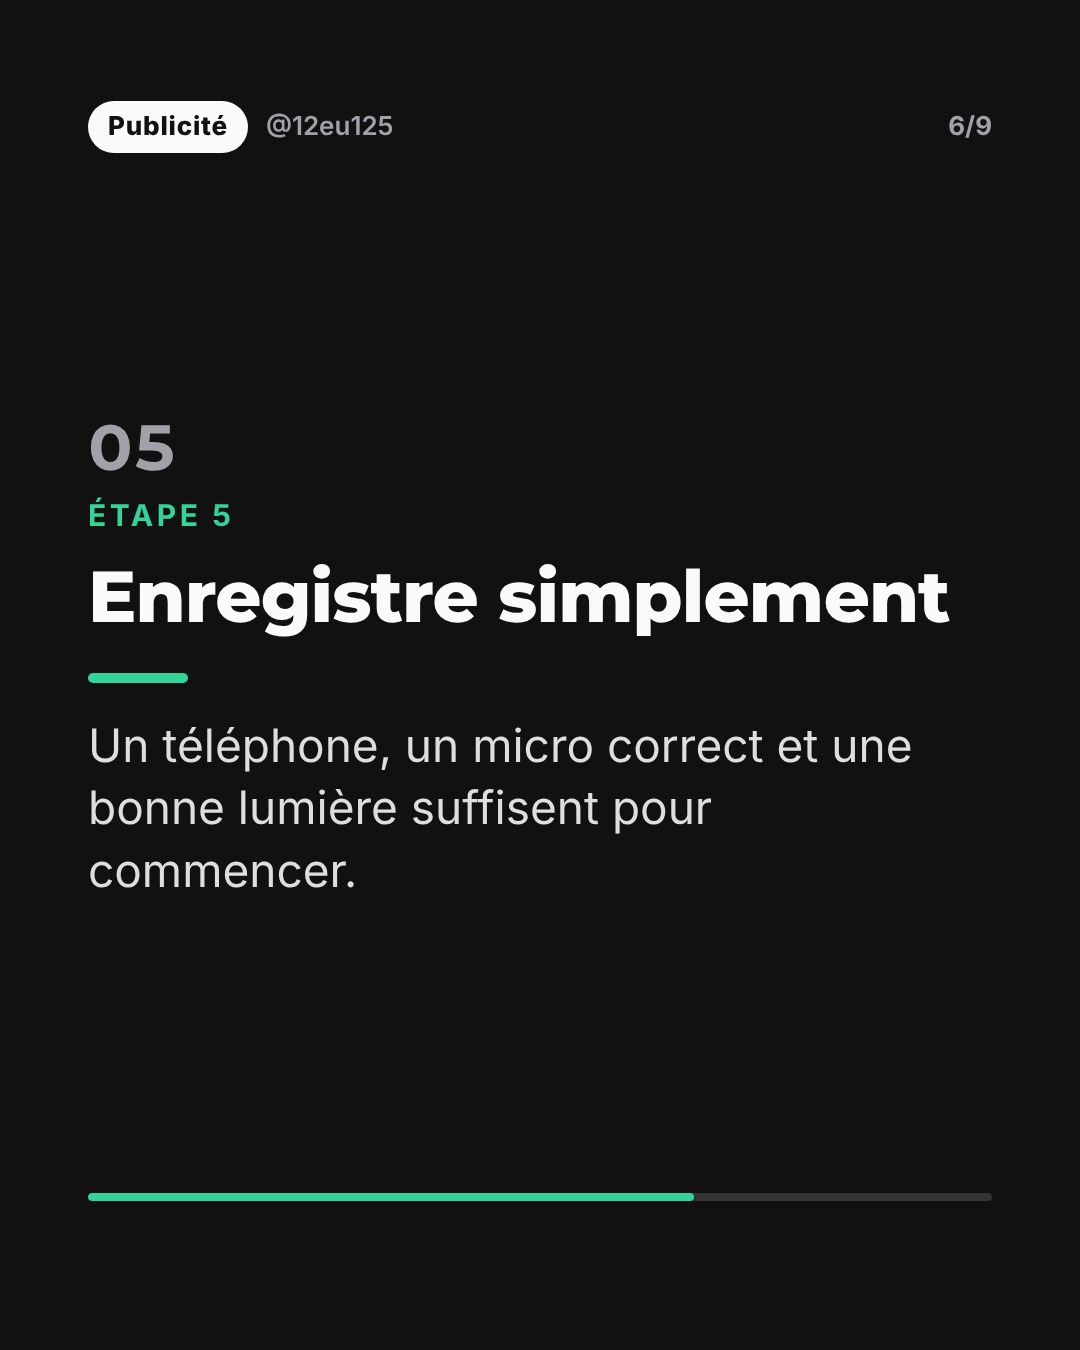 Publicité @12eu125 6/9
05
ÉTAPE 5
Enregistre simplement
Un téléphone, un micro correct et une
bonne lumière suffisent pour
commencer.